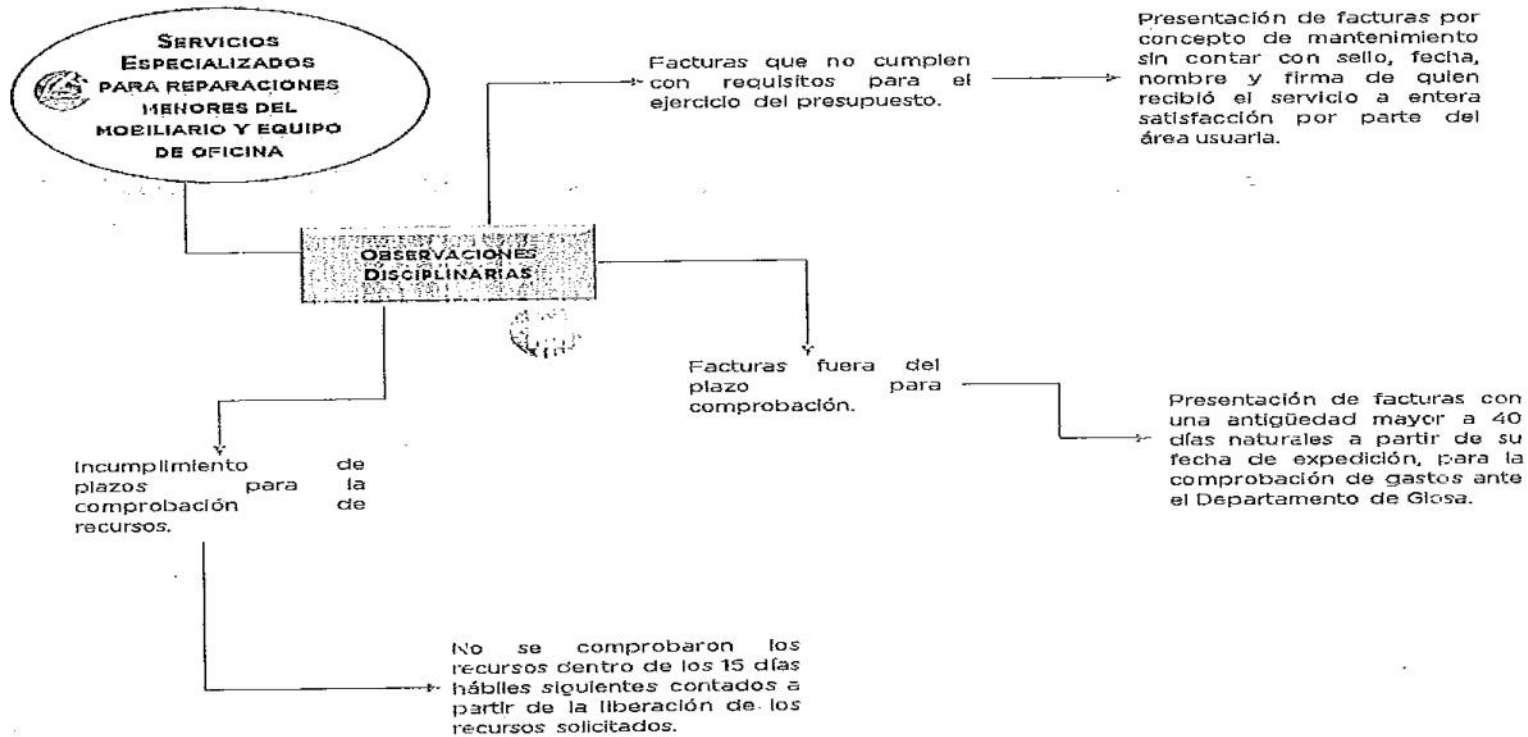 SERVICIOS
ESPECIALIZADOS
PARA REPARACIONES
MENORES DEL
MOBILIARIO Y EQUIPO
DE OFICINA
OBSERVACIONES
DISCIPLINARIAS
Facturas que no cumplen
con requisitos para el
ejercicio del presupuesto.
Presentación de facturas por
concepto de mantenimiento
sin contar con sello, fecha,
nombre y firma de quien
recibió el servicio a entera
satisfacción por parte del
área usuaria.
Facturas fuera del
plazo para
comprobación.
Presentación de facturas con
una antigüedad mayor a 40
días naturales a partir de su
fecha de expedición, para la
comprobación de gastos ante
el Departamento de Glosa.
Incumplimiento de
plazos para la
comprobación de
recursos.
No se comprobaron los
recursos dentro de los 15 días
hábiles siguientes contados a
partir de la liberación de los
recursos solicitados.